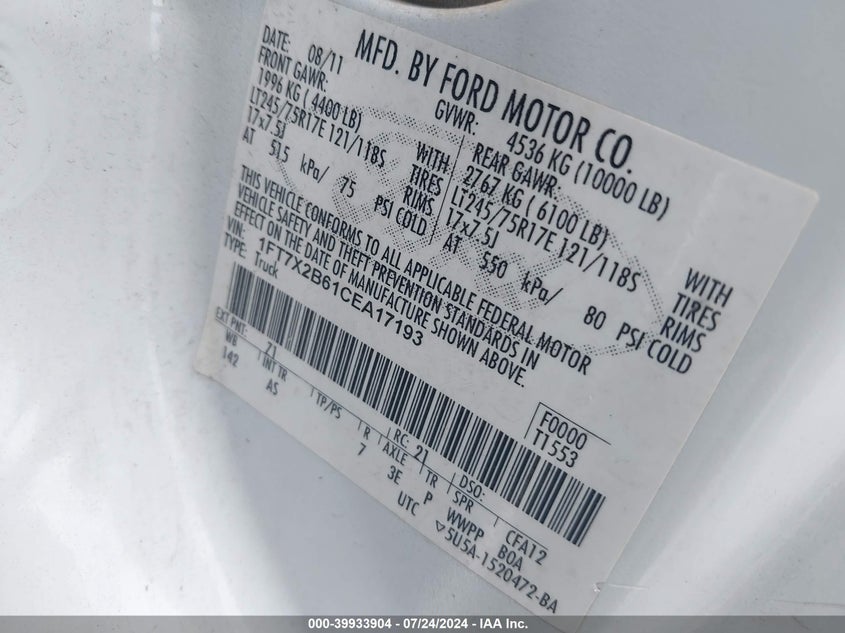 MFD. BY FORD MOTOR CO.
DATE: 08/11 GVWR: 4536 KG (10000 LB)
FRONT GAWR: REAR GAWR:
1996 KG ( 4400 LB) WITH 2767 KG ( 6100 LB) WITH
LT245/75R17E 121/118S TIRES LT245/75R17E 121/118S TIRES
17x7.5J RIMS 17x7.5J RIMS
AT 515 kPa/ 75 PSI COLD AT 550 kPa/ 80 PSI COLD
THIS VEHICLE CONFORMS TO ALL APPLICABLE FEDERAL MOTOR
VEHICLE SAFETY AND THEFT PREVENTION STANDARDS IN
EFFECT ON THE DATE OF MANUFACTURE SHOWN ABOVE.
VIN: 1FT7X2B61CEA17193
TYPE: Truck
F0000
T1553
EXT PNT: Z1 RC: 21 DSO:
WB INT TR TP/PS R AXLE TR SPR CFA12
142 AS 7 3E P WWPP B0A
UTC ▽5U5A-1520472-BA
000-39933904 - 07/24/2024 - IAA Inc.